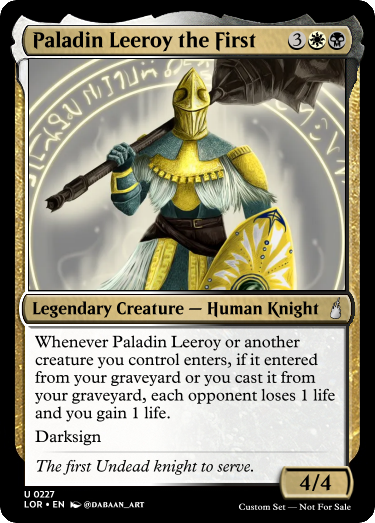 Paladin Leeroy the First 3
Legendary Creature — Human Knight
Whenever Paladin Leeroy or another
creature you control enters, if it entered
from your graveyard or you cast it from
your graveyard, each opponent loses 1 life
and you gain 1 life.
Darksign
The first Undead knight to serve.
4/4
U 0227
LOR • EN @DABAAN_ART
Custom Set — Not For Sale